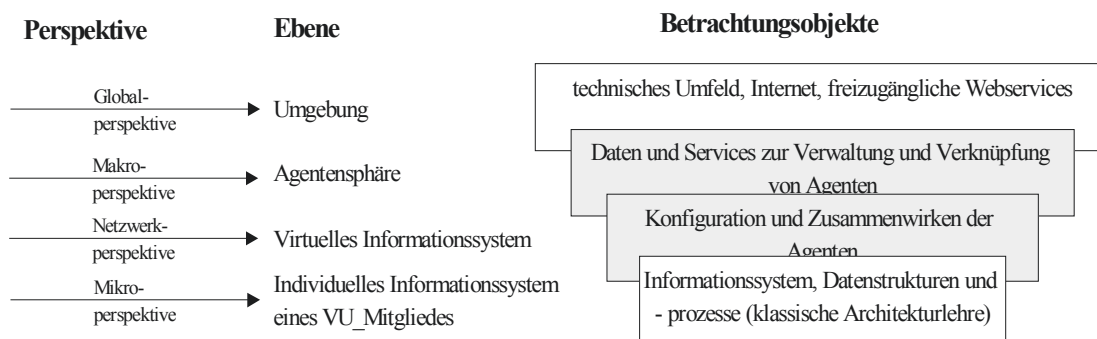 Perspektive
Ebene
Betrachtungsobjekte
Global-
perspektive
Umgebung
technisches Umfeld, Internet, freizugängliche Webservices
Makro-
perspektive
Agentensphäre
Daten und Services zur Verwaltung und Verknüpfung
von Agenten
Netzwerk-
perspektive
Virtuelles Informationssystem
Konfiguration und Zusammenwirken der
Agenten
Mikro-
perspektive
Individuelles Informationssystem
eines VU_Mitgliedes
Informationssystem, Datenstrukturen und
- prozesse (klassische Architekturlehre)